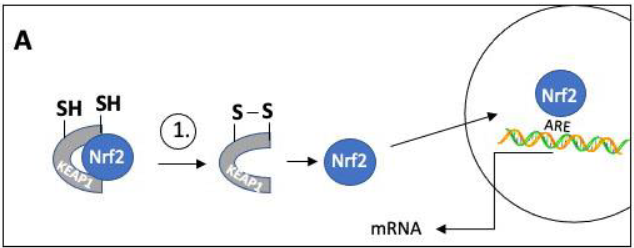 A
SH SH
KEAP1
Nrf2
1.
S-S
KEAP1
Nrf2
Nrf2
ARE
mRNA